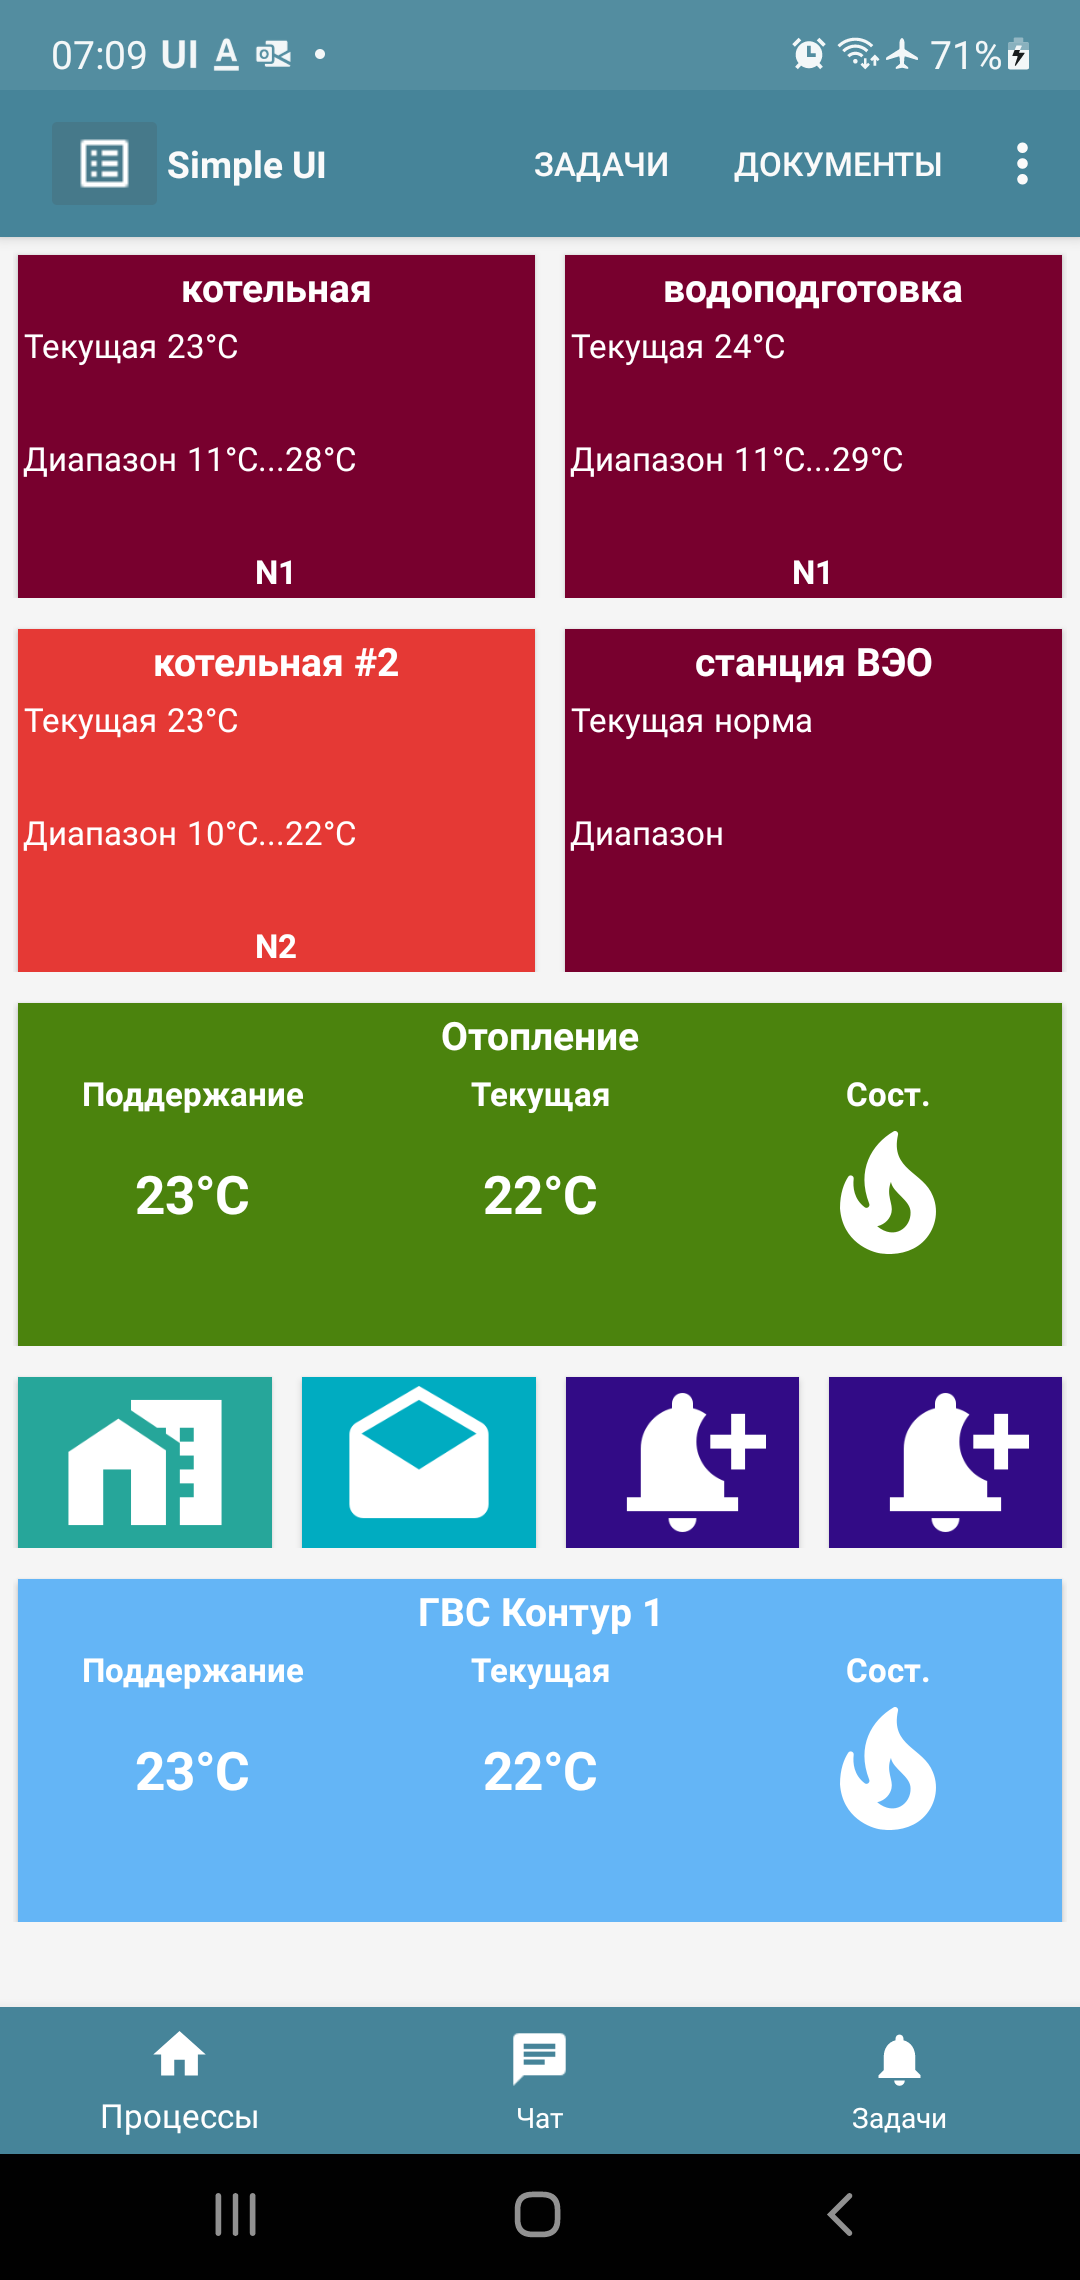 07:09 UI A 71%
Simple UI ЗАДАЧИ ДОКУМЕНТЫ
котельная
Текущая 23°C
Диапазон 11°C...28°C
N1
водоподготовка
Текущая 24°C
Диапазон 11°C...29°C
N1
котельная #2
Текущая 23°C
Диапазон 10°C...22°C
N2
станция ВЭО
Текущая норма
Диапазон
Отопление
Поддержание Текущая Сост.
23°C 22°C
ГВС Контур 1
Поддержание Текущая Сост.
23°C 22°C
Процессы Чат Задачи